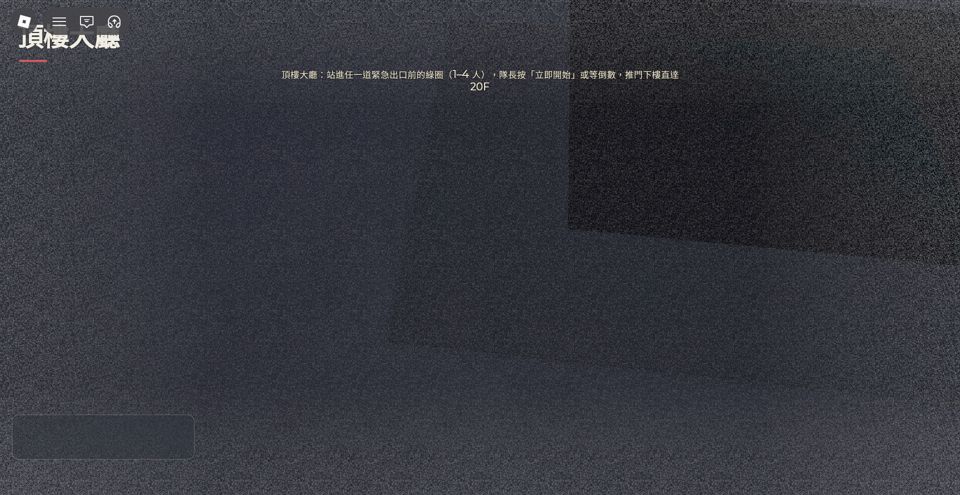 頂樓大廳
頂樓大廳：站進任一道緊急出口前的綠圈（1–4 人），隊長按「立即開始」或等倒數，推門下樓直達
20F